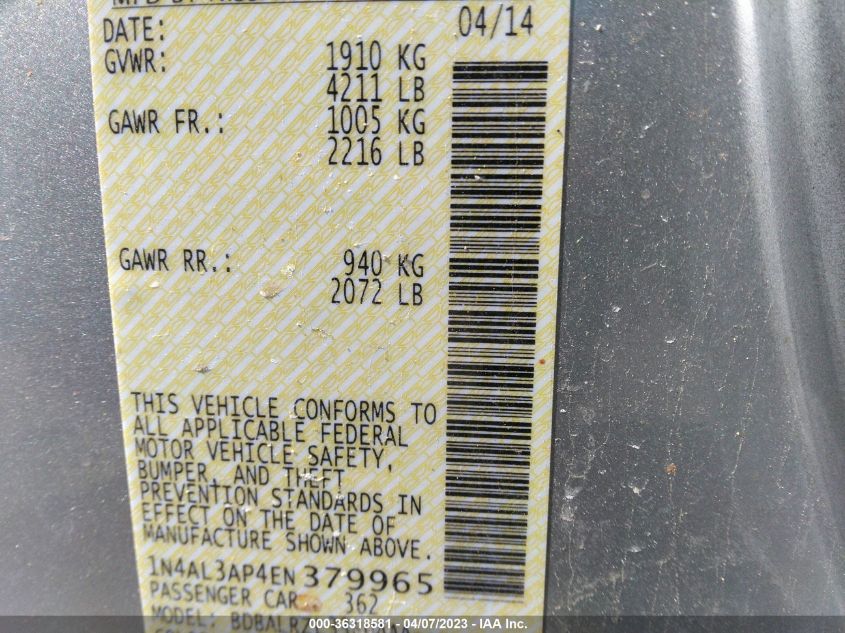 DATE: 04/14
GVWR: 1910 KG
4211 LB
GAWR FR.: 1005 KG
2216 LB
GAWR RR.: 940 KG
2072 LB
THIS VEHICLE CONFORMS TO
ALL APPLICABLE FEDERAL
MOTOR VEHICLE SAFETY,
BUMPER, AND THEFT
PREVENTION STANDARDS IN
EFFECT ON THE DATE OF
MANUFACTURE SHOWN ABOVE.
1N4AL3AP4EN379965
PASSENGER CAR 362
MODEL:
000-36318581 - 04/07/2023 - IAA Inc.